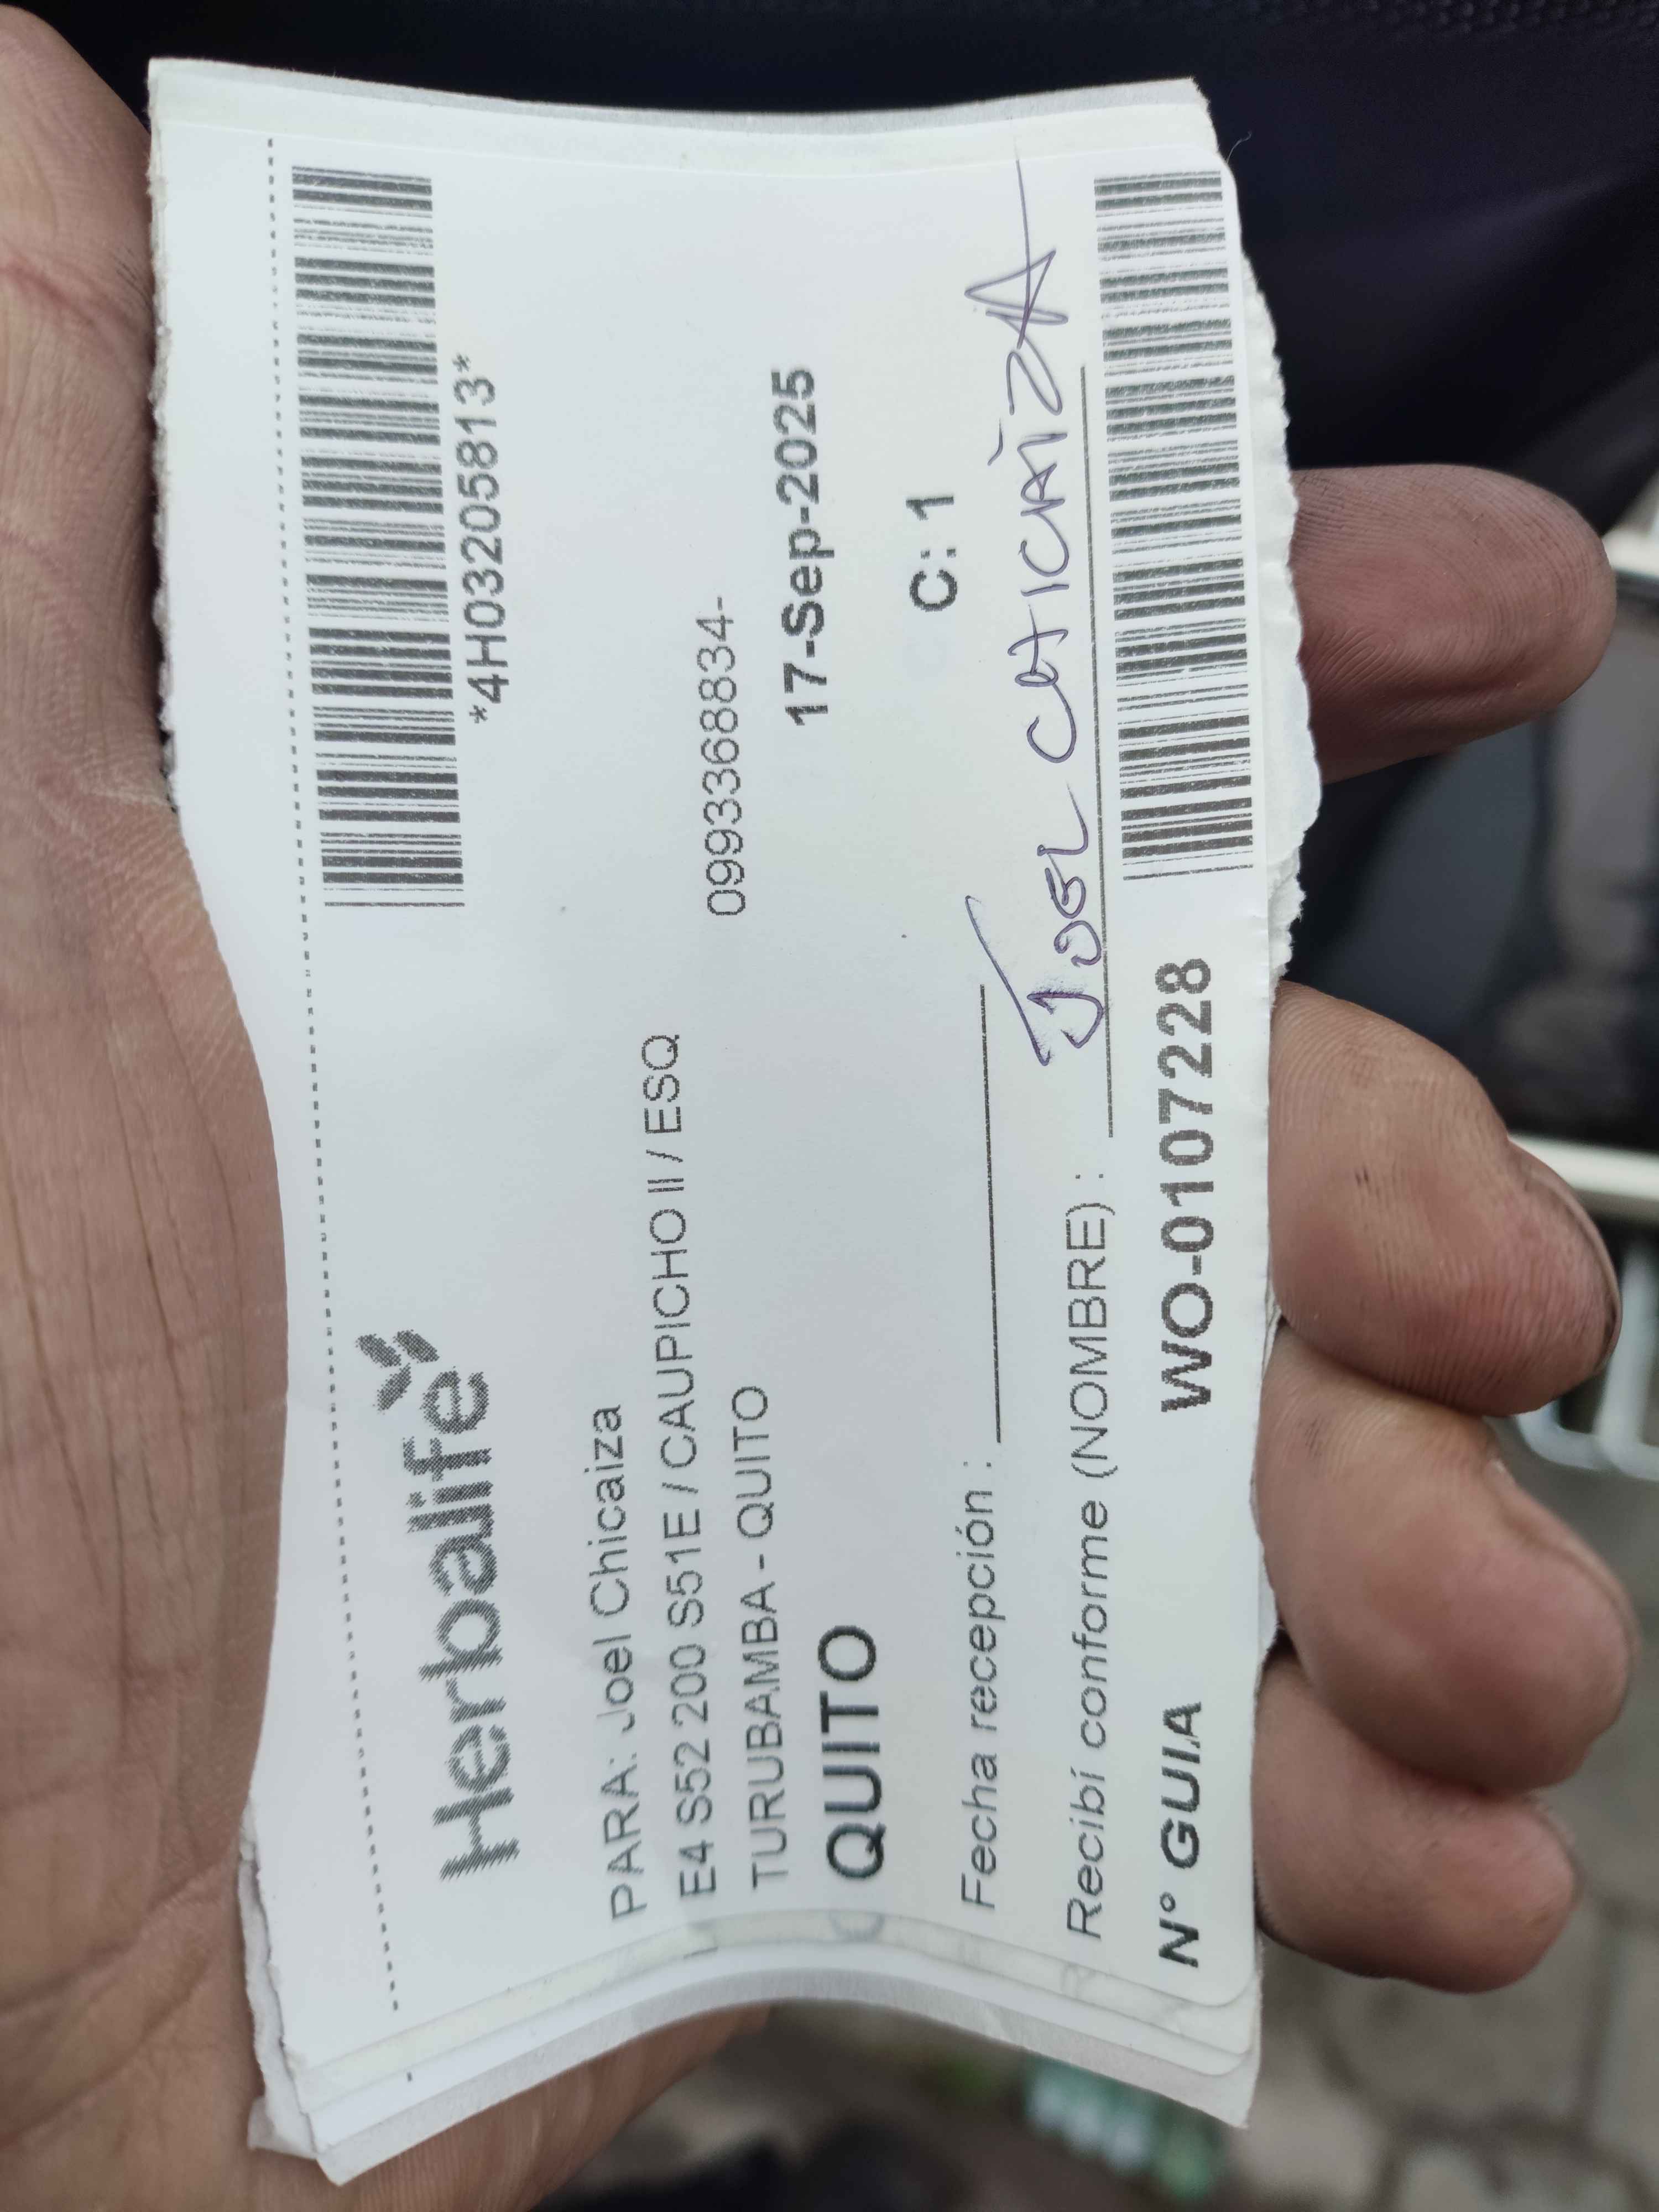 Herbalife
*4H03205813*
PARA: Joel Chicaiza
E4 S52 200 S51E / CAUPICHO II / ESQ
TURUBAMBA - QUITO 0993368834-
QUITO 17-Sep-2025
C: 1
Fecha recepción :
Recibí conforme (NOMBRE) : JOEL CHICAIZA
N° GUIA WO-0107228